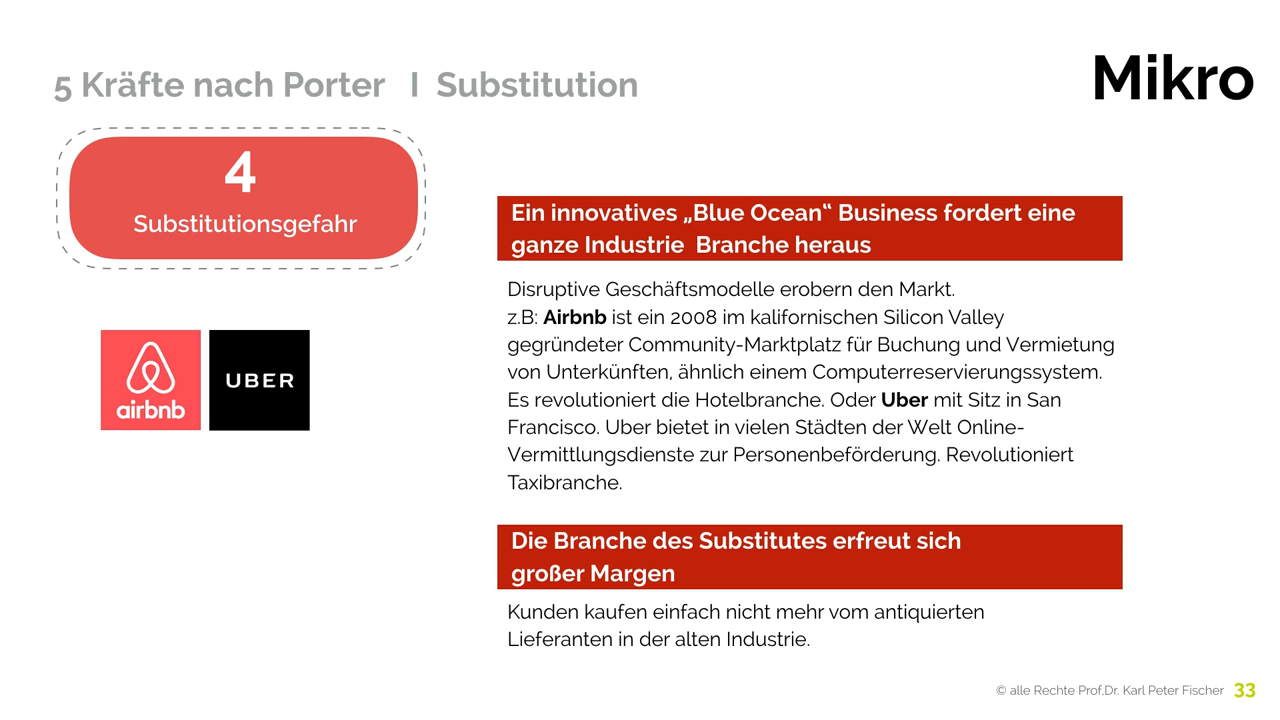 5 Kräfte nach Porter I Substitution
Mikro
4
Substitutionsgefahr
airbnb
UBER
Ein innovatives „Blue Ocean“ Business fordert eine
ganze Industrie Branche heraus
Disruptive Geschäftsmodelle erobern den Markt.
z.B: Airbnb ist ein 2008 im kalifornischen Silicon Valley
gegründeter Community-Marktplatz für Buchung und Vermietung
von Unterkünften, ähnlich einem Computerreservierungssystem.
Es revolutioniert die Hotelbranche. Oder Uber mit Sitz in San
Francisco. Uber bietet in vielen Städten der Welt Online-
Vermittlungsdienste zur Personenbeförderung. Revolutioniert
Taxibranche.
Die Branche des Substitutes erfreut sich
großer Margen
Kunden kaufen einfach nicht mehr vom antiquierten
Lieferanten in der alten Industrie.
© alle Rechte Prof.Dr. Karl Peter Fischer 33